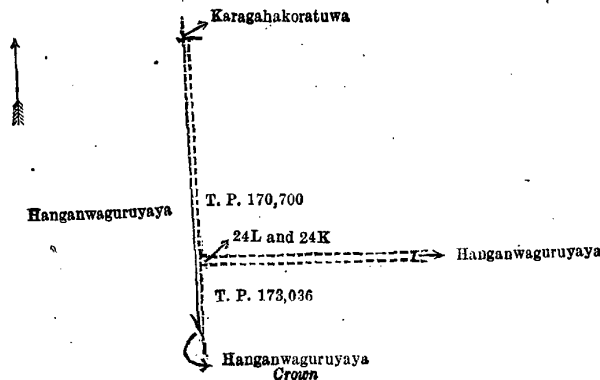 Karagahakoratuwa
T. P. 170,700
Hanganwaguruyaya
24L and 24K
Hanganwaguruyaya
T. P. 173,036
Hanganwaguruyaya
Crown